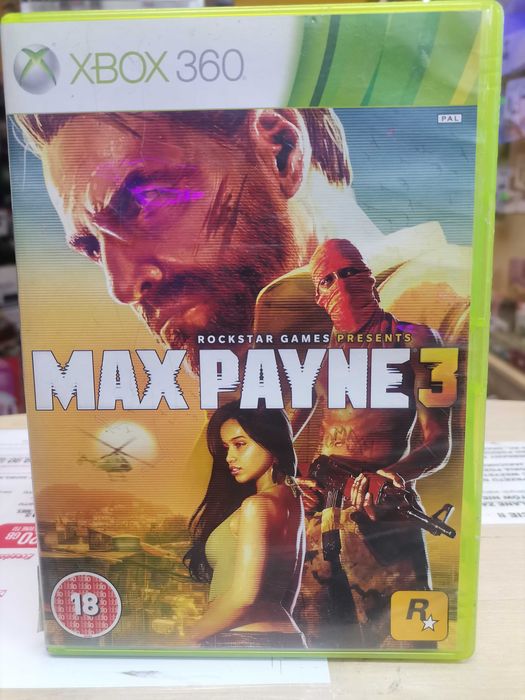 XBOX 360
PAL
ROCKSTAR GAMES PRESENTS
MAX PAYNE 3
18
R